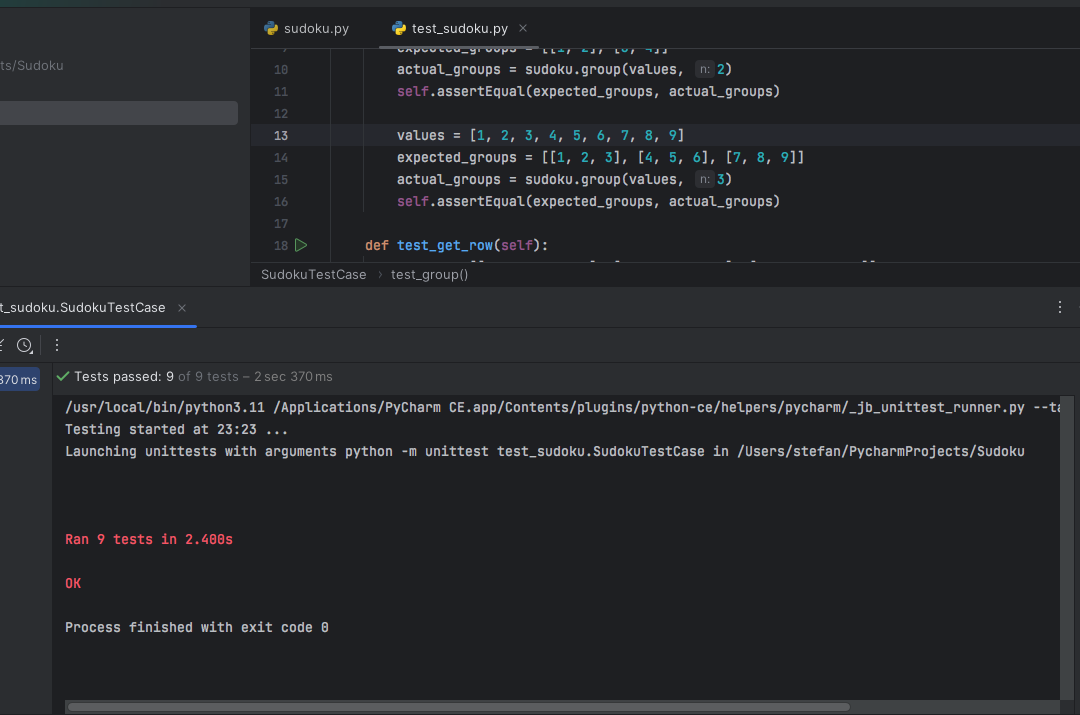 sudoku.py
test_sudoku.py
ts/Sudoku
expected_groups = [[1, 2], [3, 4]]
10 actual_groups = sudoku.group(values, n: 2)
11 self.assertEqual(expected_groups, actual_groups)
12
13 values = [1, 2, 3, 4, 5, 6, 7, 8, 9]
14 expected_groups = [[1, 2, 3], [4, 5, 6], [7, 8, 9]]
15 actual_groups = sudoku.group(values, n: 3)
16 self.assertEqual(expected_groups, actual_groups)
17
18 def test_get_row(self):
SudokuTestCase › test_group()
t_sudoku.SudokuTestCase
370 ms
Tests passed: 9 of 9 tests – 2 sec 370 ms
/usr/local/bin/python3.11 /Applications/PyCharm CE.app/Contents/plugins/python-ce/helpers/pycharm/_jb_unittest_runner.py --ta
Testing started at 23:23 ...
Launching unittests with arguments python -m unittest test_sudoku.SudokuTestCase in /Users/stefan/PycharmProjects/Sudoku
Ran 9 tests in 2.400s
OK
Process finished with exit code 0